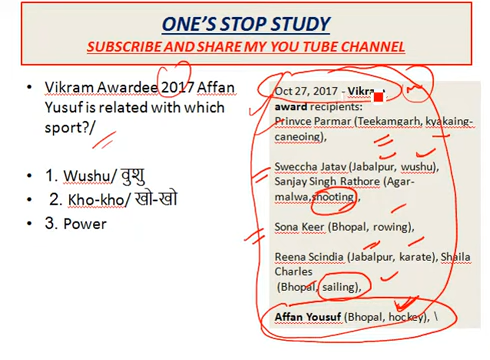 ONE'S STOP STUDY
SUBSCRIBE AND SHARE MY YOU TUBE CHANNEL
• Vikram Awardee 2017 Affan
Yusuf is related with which
sport?/
• 1. Wushu/ वुशु
• 2. Kho-kho/ खो-खो
• 3. Power
Oct 27, 2017 -
award recipients:
Prinvce Parmar (Teekamgarh, kyakaing-
caneoing),
Sweccha Jatav (Jabalpur, wushu),
Sanjay Singh Rathore (Agar-
malwa,shooting),
Sona Keer (Bhopal, rowing),
Reena Scindia (Jabalpur, karate), Shaila
Charles
(Bhopal, sailing),
Affan Yousuf (Bhopal, hockey), \